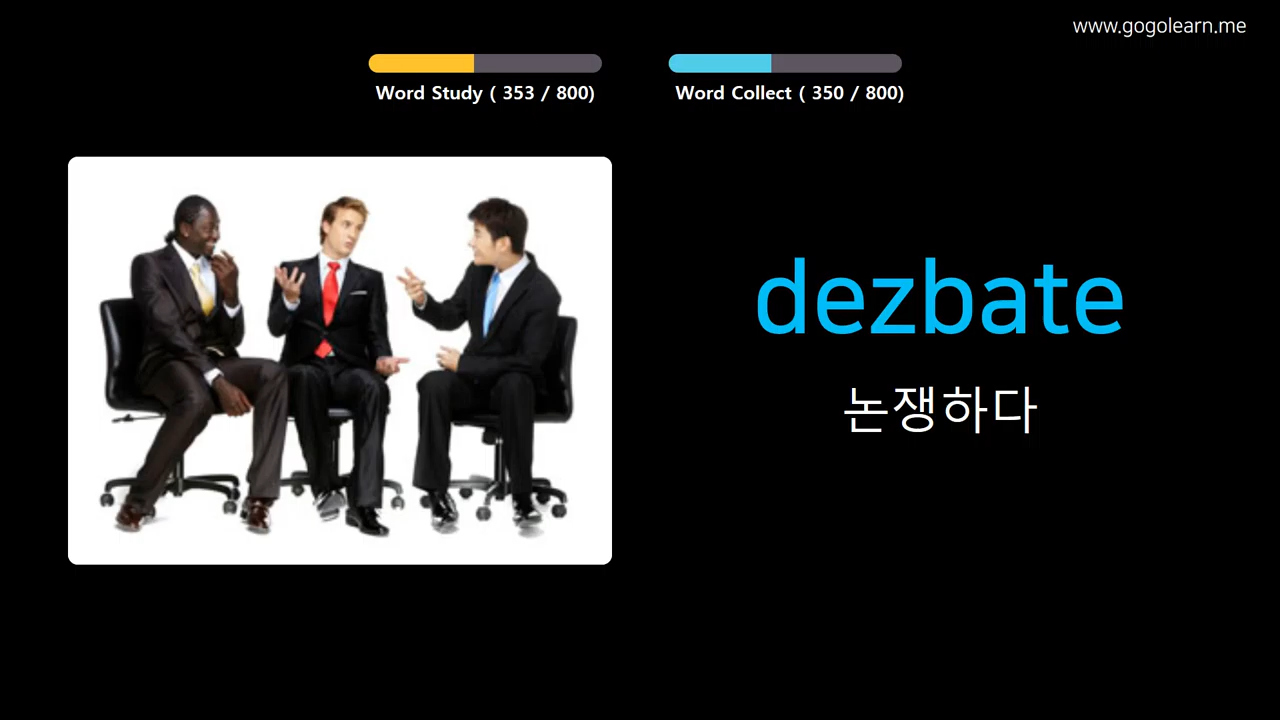 www.gogolearn.me
Word Study ( 353 / 800)
Word Collect ( 350 / 800)
dezbate
논쟁하다